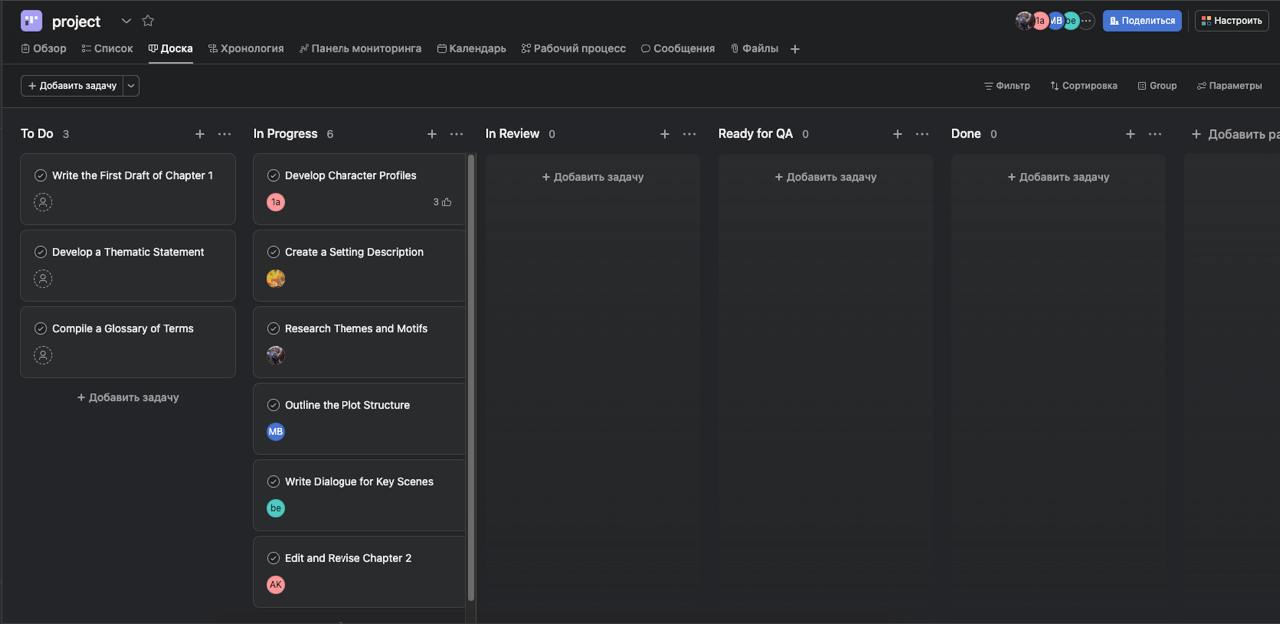 project
1a MB be
Поделиться
Настроить
Обзор Список Доска Хронология Панель мониторинга Календарь Рабочий процесс Сообщения Файлы +
+ Добавить задачу
Фильтр Сортировка Group Параметры
To Do 3
Write the First Draft of Chapter 1
Develop a Thematic Statement
Compile a Glossary of Terms
+ Добавить задачу
In Progress 6
Develop Character Profiles
1a 3
Create a Setting Description
Research Themes and Motifs
Outline the Plot Structure
MB
Write Dialogue for Key Scenes
be
Edit and Revise Chapter 2
AK
In Review 0
+ Добавить задачу
Ready for QA 0
+ Добавить задачу
Done 0
+ Добавить задачу
+ Добавить ра